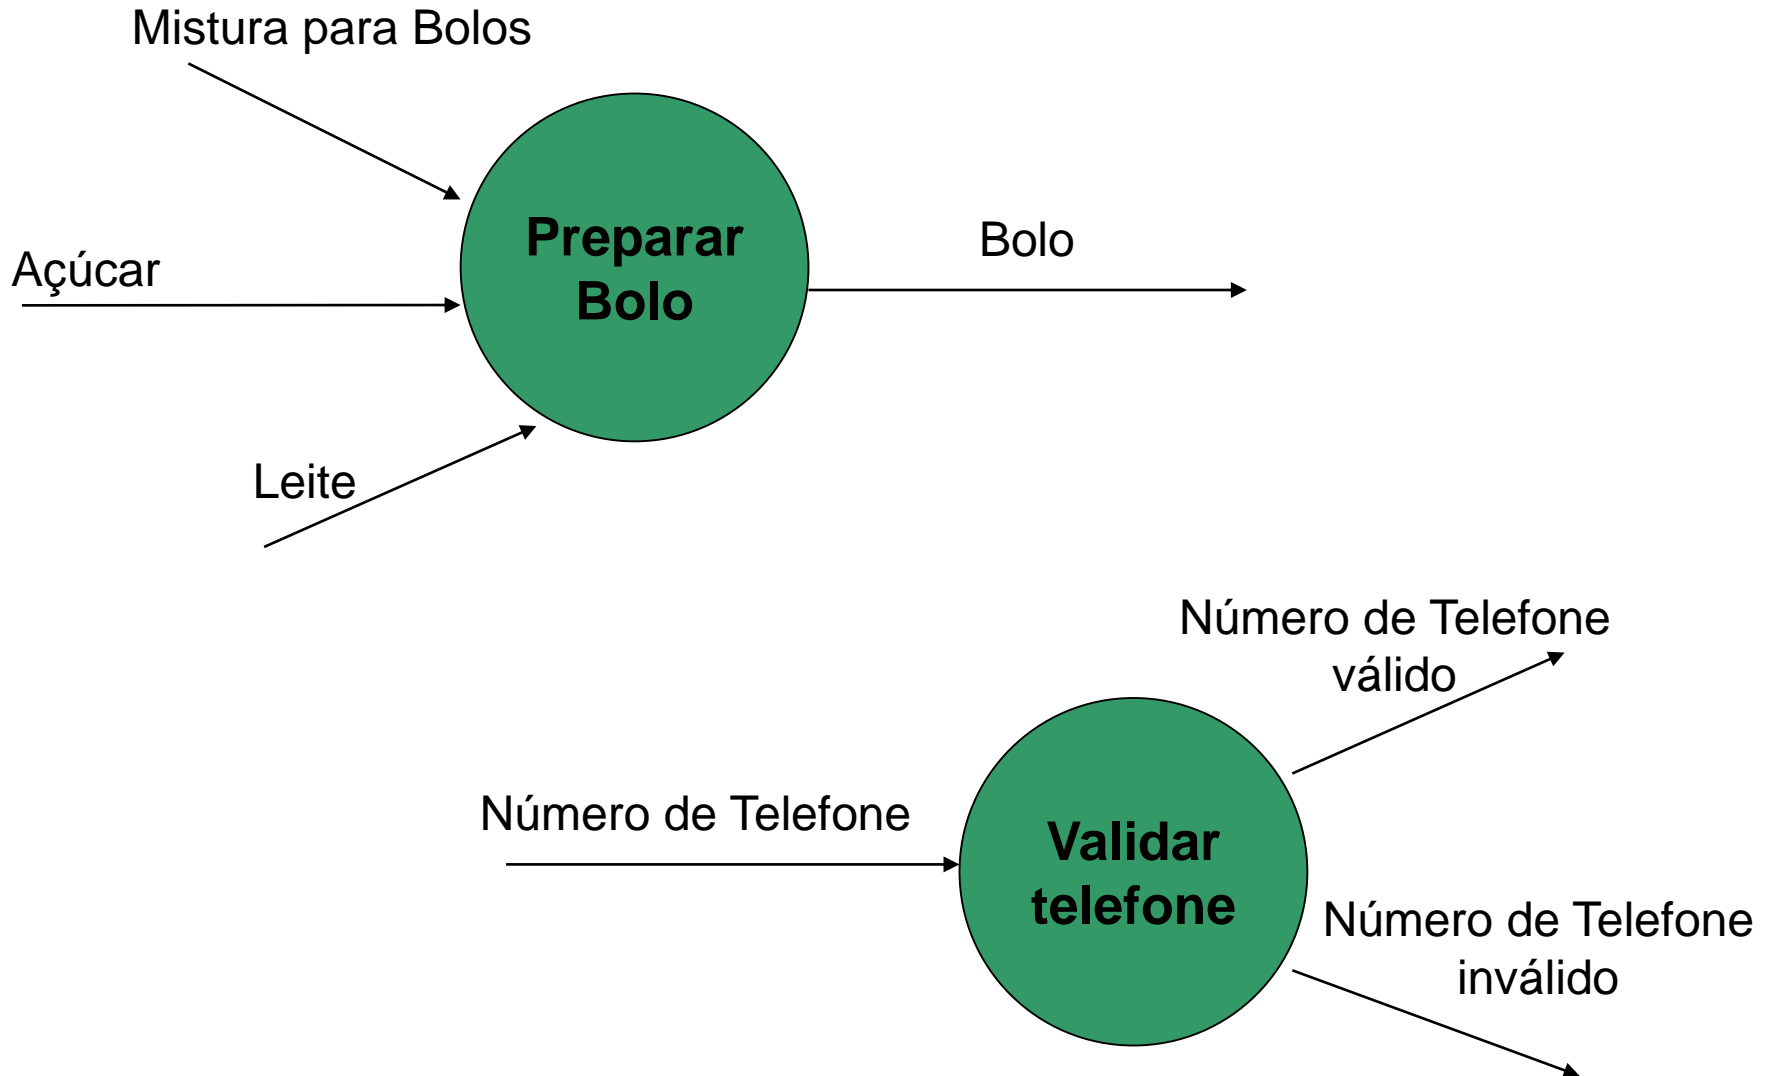 Mistura para Bolos
Preparar
Bolo
Bolo
Açúcar
Leite
Número de Telefone
válido
Número de Telefone
Validar
telefone
Número de Telefone
inválido